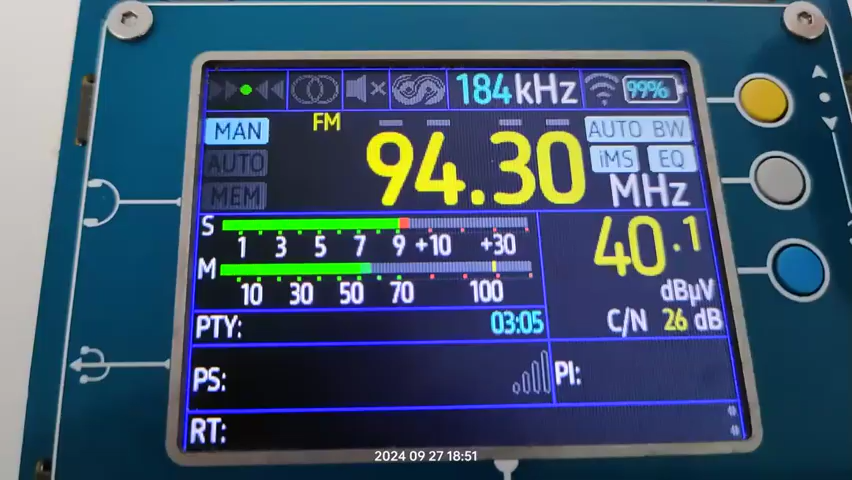 184 kHz 99%
MAN FM AUTO BW
AUTO iMS EQ
MEM 94.30 MHz
S
1 3 5 7 9 +10 +30
M
10 30 50 70 100
40.1
dBµV
C/N 26 dB
PTY: 03:05
PS: PI:
RT:
2024 09 27 18:51